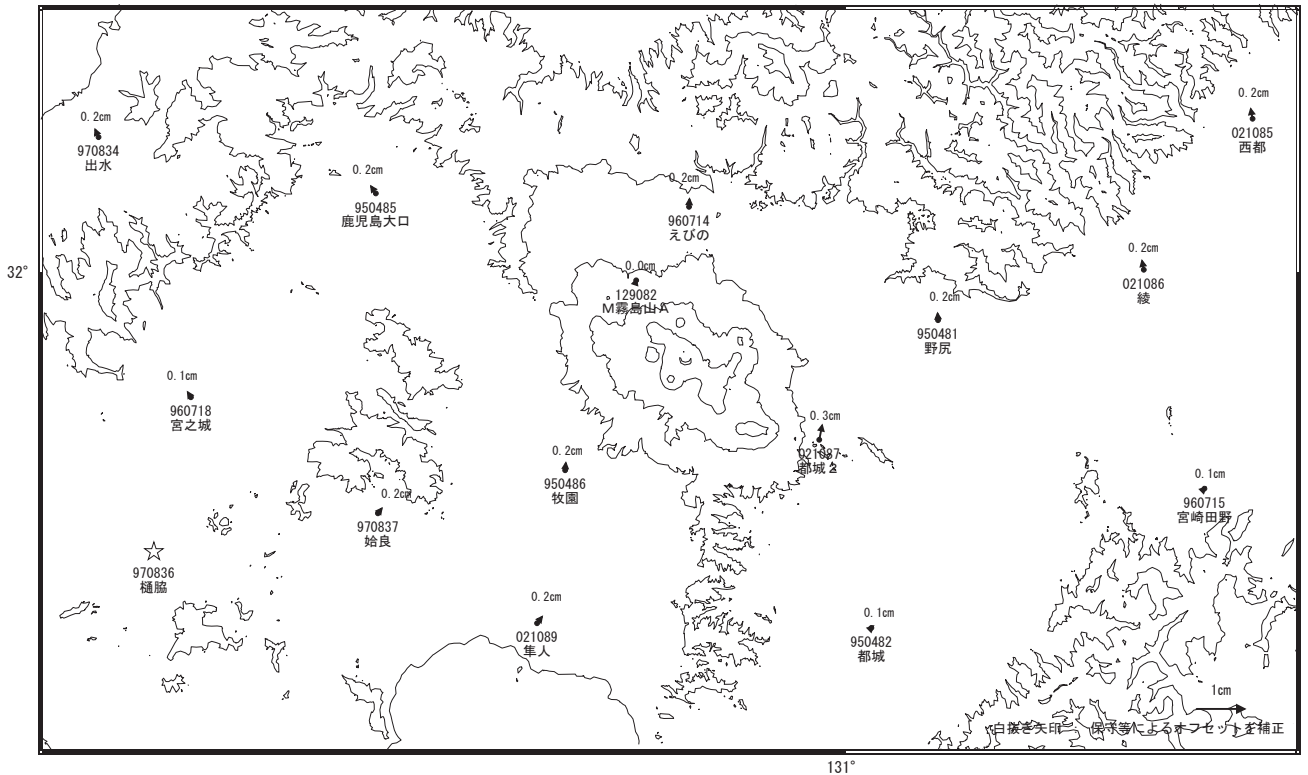 0.2cm
021085
西都
0.2cm
970834
出水
0.2cm
950485
鹿児島大口
0.2cm
960714
えびの
0.2cm
021086
綾
32°
0.0cm
129082
M霧島山A
0.2cm
950481
野尻
0.1cm
960718
宮之城
0.3cm
021087
都城2
0.2cm
950486
牧園
0.1cm
960715
宮崎田野
0.2cm
970837
姶良
970836
樋脇
0.2cm
021089
隼人
0.1cm
950482
都城
1cm
白抜き矢印： 保守等によるオフセットを補正
131°